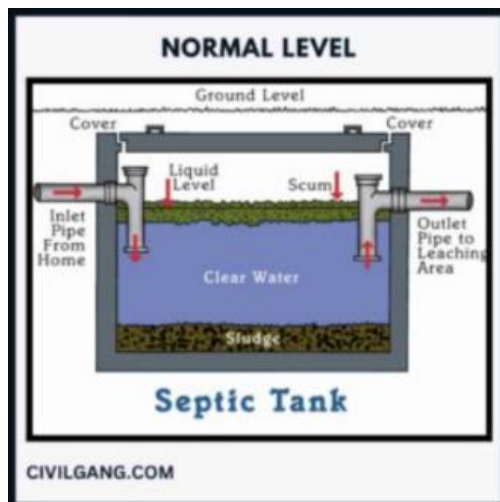 NORMAL LEVEL
Ground Level
Cover
Cover
Liquid
Level
Scum
Inlet
Pipe
From
Home
Outlet
Pipe to
Leaching
Area
Clear Water
Sludge
Septic Tank
CIVILGANG.COM